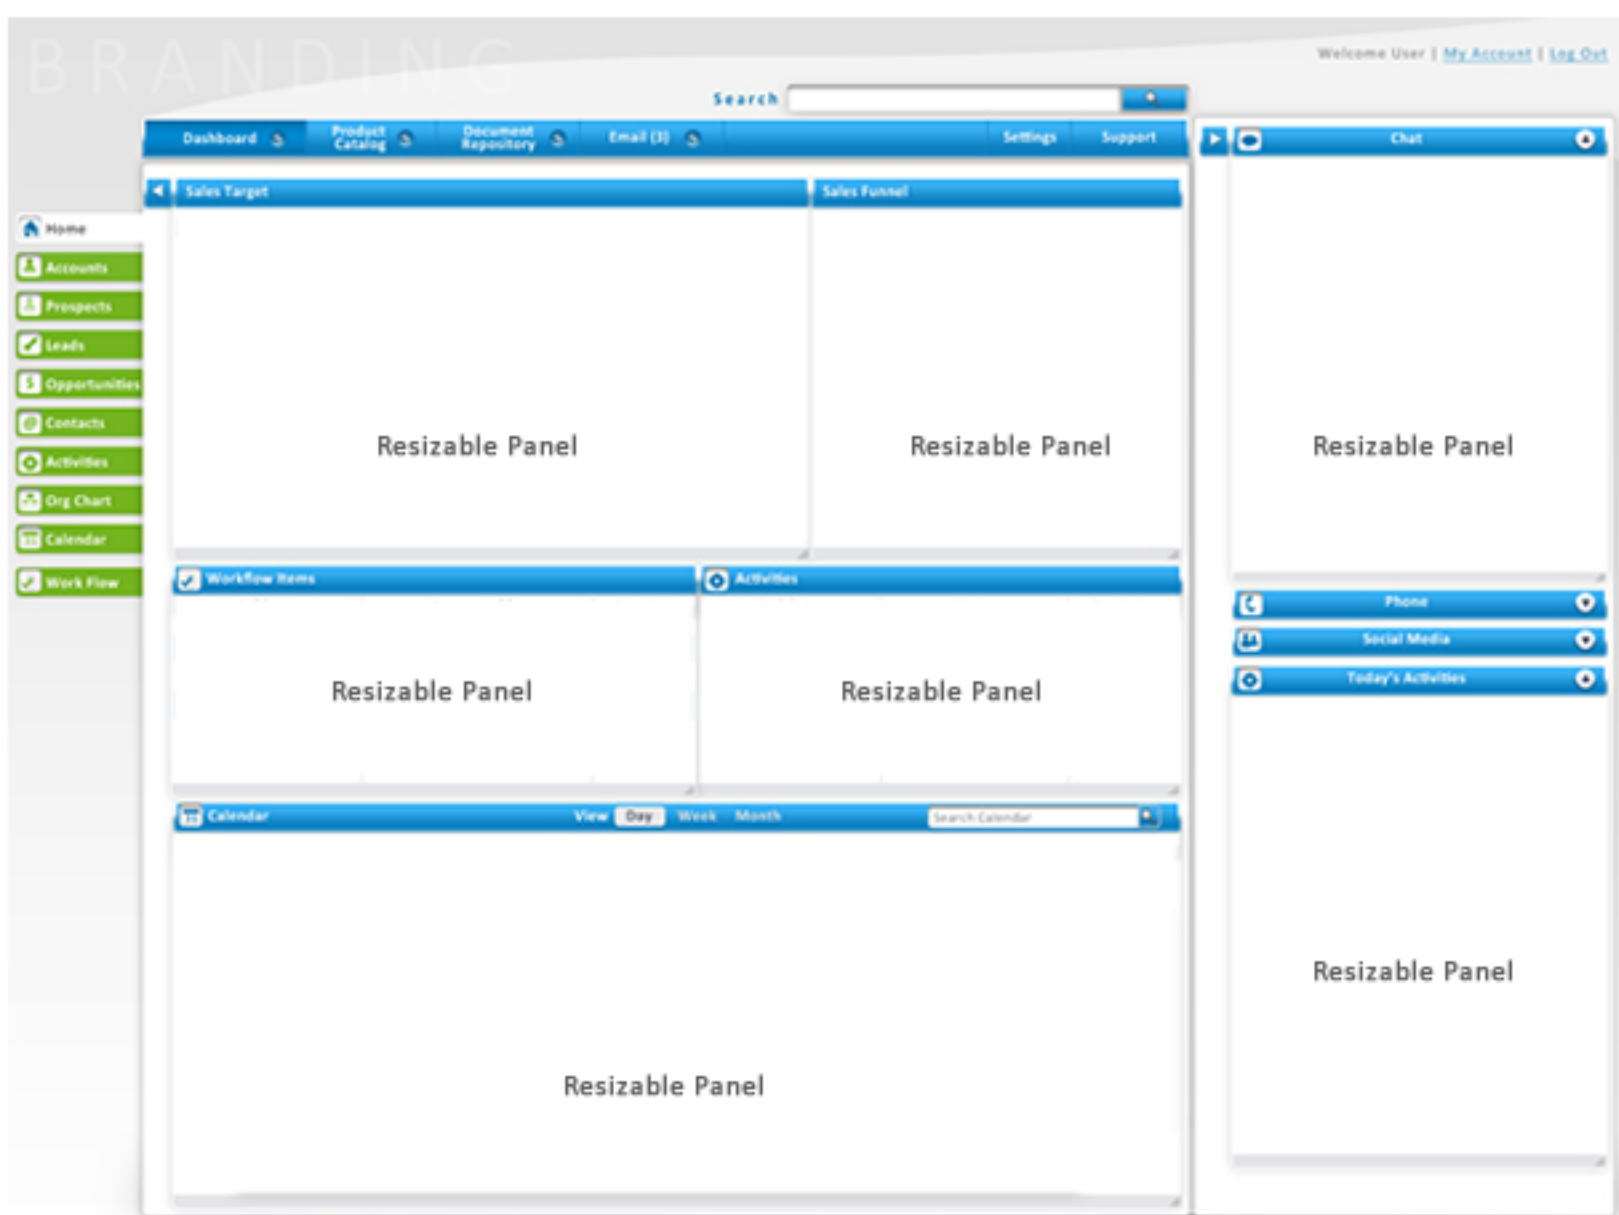 BRANDING
Welcome User | My Account | Log Out
Search
Dashboard
Product
Catalog
Document
Repository
Email (3)
Settings
Support
Chat
Sales Target
Sales Funnel
Home
Accounts
Prospects
Leads
Opportunities
Contacts
Activities
Org Chart
Calendar
Work Flow
Resizable Panel
Resizable Panel
Resizable Panel
Workflow Items
Activities
Phone
Social Media
Today's Activities
Resizable Panel
Resizable Panel
Calendar
View Day Week Month
Search Calendar
Resizable Panel
Resizable Panel